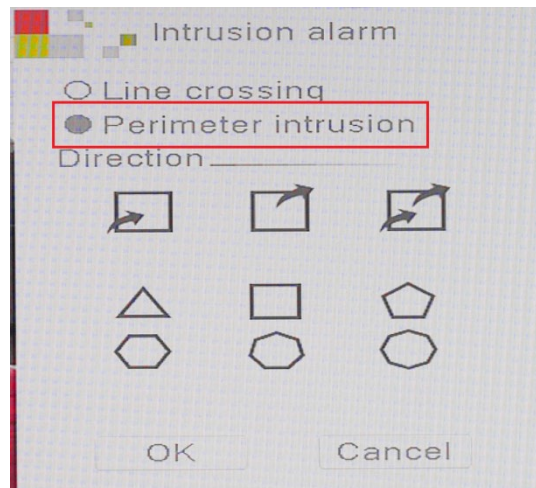 Intrusion alarm
Line crossing
Perimeter intrusion
Direction
OK Cancel